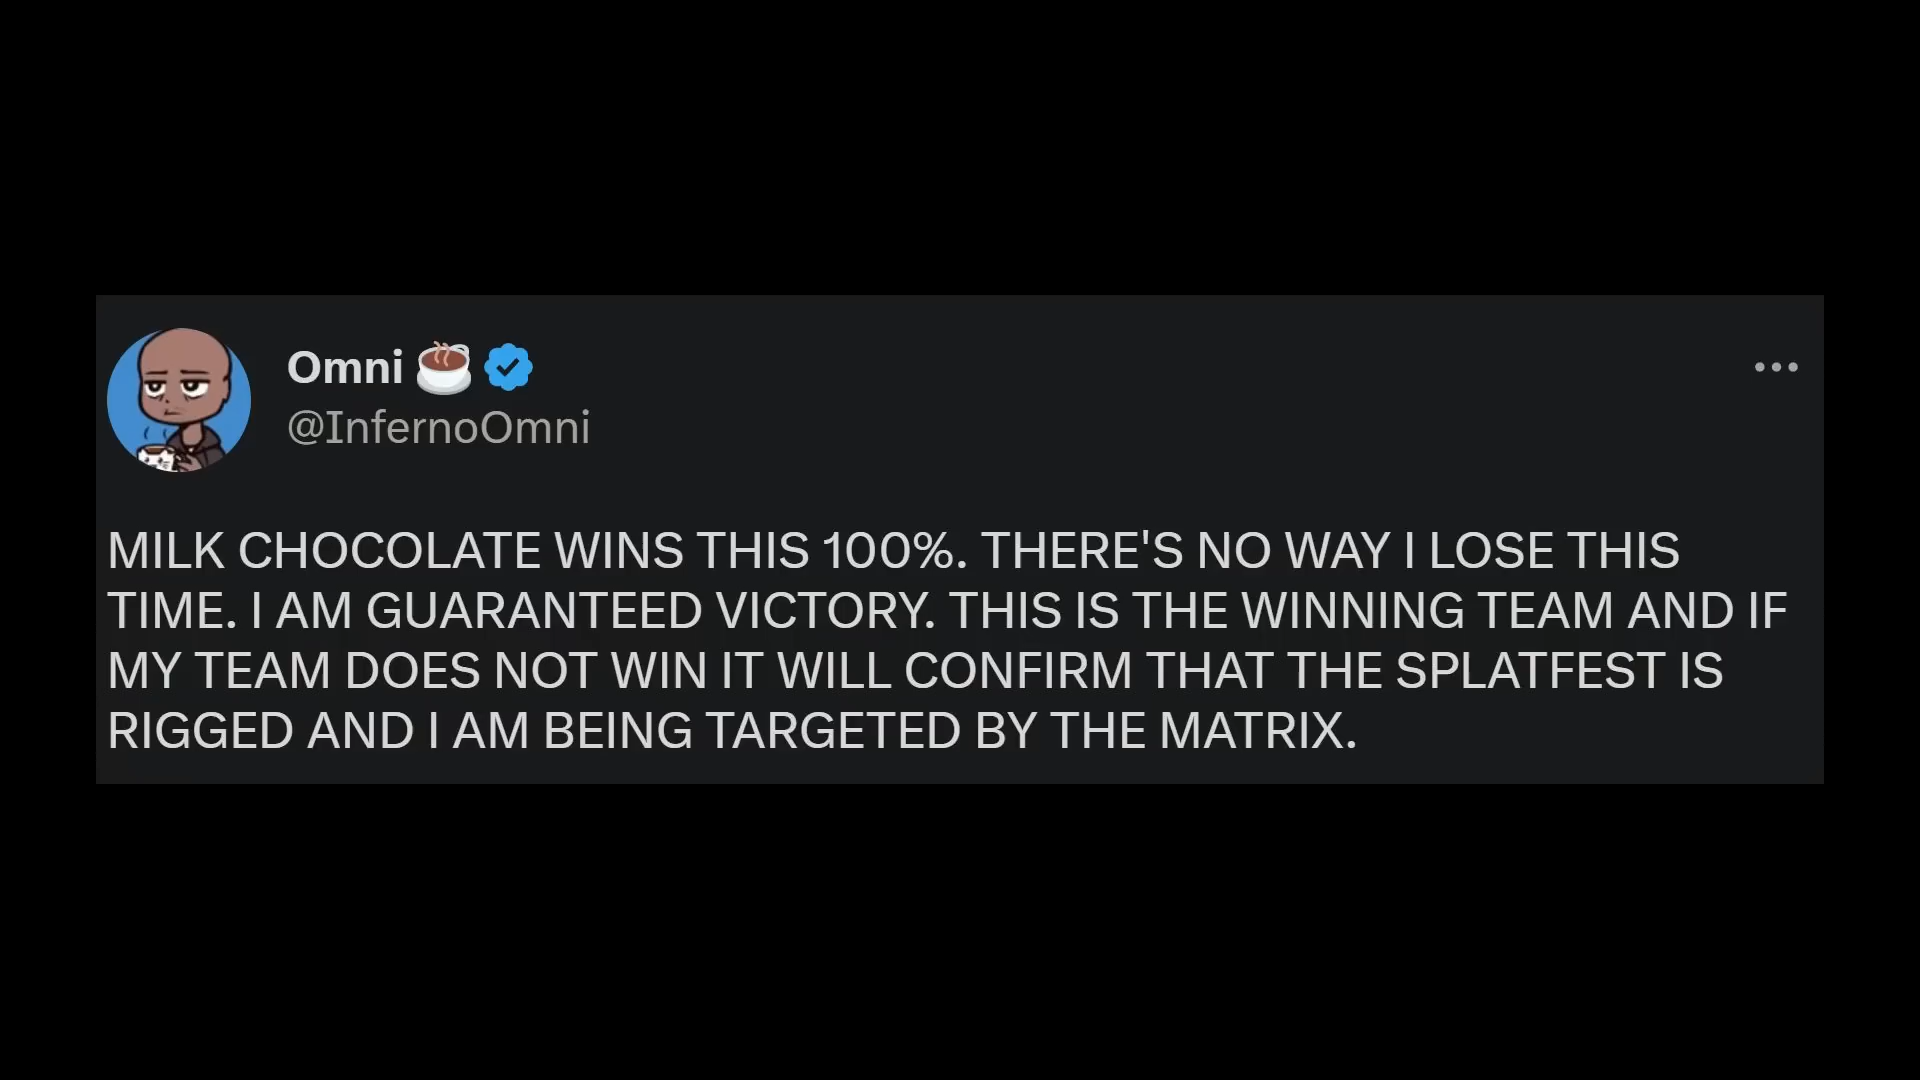 Omni ☕
@InfernoOmni
MILK CHOCOLATE WINS THIS 100%. THERE'S NO WAY I LOSE THIS
TIME. I AM GUARANTEED VICTORY. THIS IS THE WINNING TEAM AND IF
MY TEAM DOES NOT WIN IT WILL CONFIRM THAT THE SPLATFEST IS
RIGGED AND I AM BEING TARGETED BY THE MATRIX.